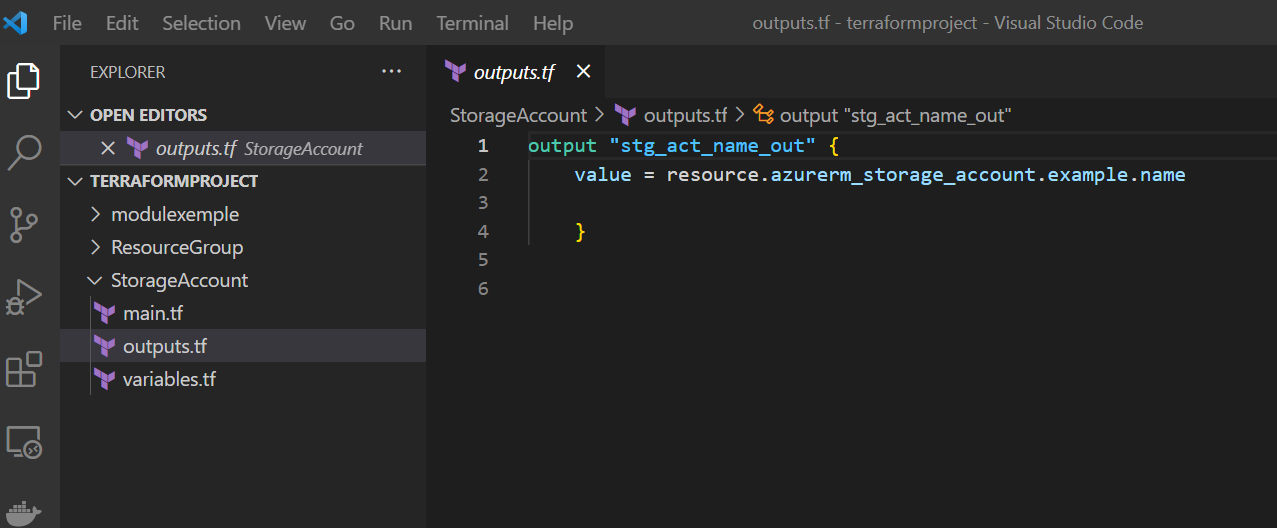 File Edit Selection View Go Run Terminal Help outputs.tf - terraformproject - Visual Studio Code
EXPLORER ···
OPEN EDITORS
outputs.tf StorageAccount
TERRAFORMPROJECT
modulexemple
ResourceGroup
StorageAccount
main.tf
outputs.tf
variables.tf
outputs.tf
StorageAccount > outputs.tf > output "stg_act_name_out"
1 output "stg_act_name_out" {
2 value = resource.azurerm_storage_account.example.name
3
4 }
5
6